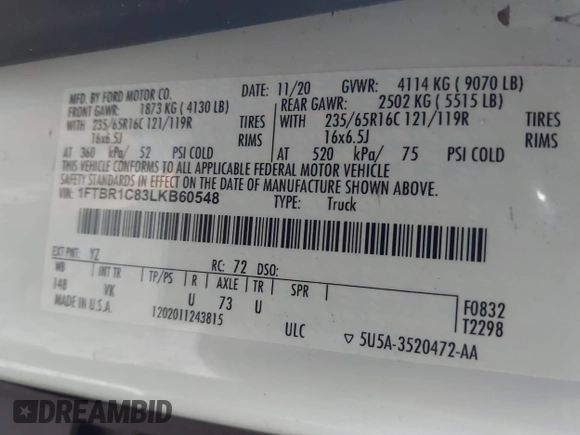 MFD. BY FORD MOTOR CO.
DATE: 11/20 GVWR: 4114 KG ( 9070 LB)
FRONT GAWR: 1873 KG ( 4130 LB) REAR GAWR: 2502 KG ( 5515 LB)
WITH 235/65R16C 121/119R TIRES WITH 235/65R16C 121/119R TIRES
16x6.5J RIMS 16x6.5J RIMS
AT 360 kPa/ 52 PSI COLD AT 520 kPa/ 75 PSI COLD
THIS VEHICLE CONFORMS TO ALL APPLICABLE FEDERAL MOTOR VEHICLE
SAFETY STANDARDS IN EFFECT ON THE DATE OF MANUFACTURE SHOWN ABOVE.
VIN: 1FTBR1C83LKB60548 TYPE: Truck
EXT PNT: YZ RC: 72 DSO:
WB INT TR TP/PS R AXLE TR SPR
148 VK U 73 U
F0832
T2298
MADE IN U.S.A. 1202011243815 ULC ▽ 5U5A-3520472-AA
DREAMBID